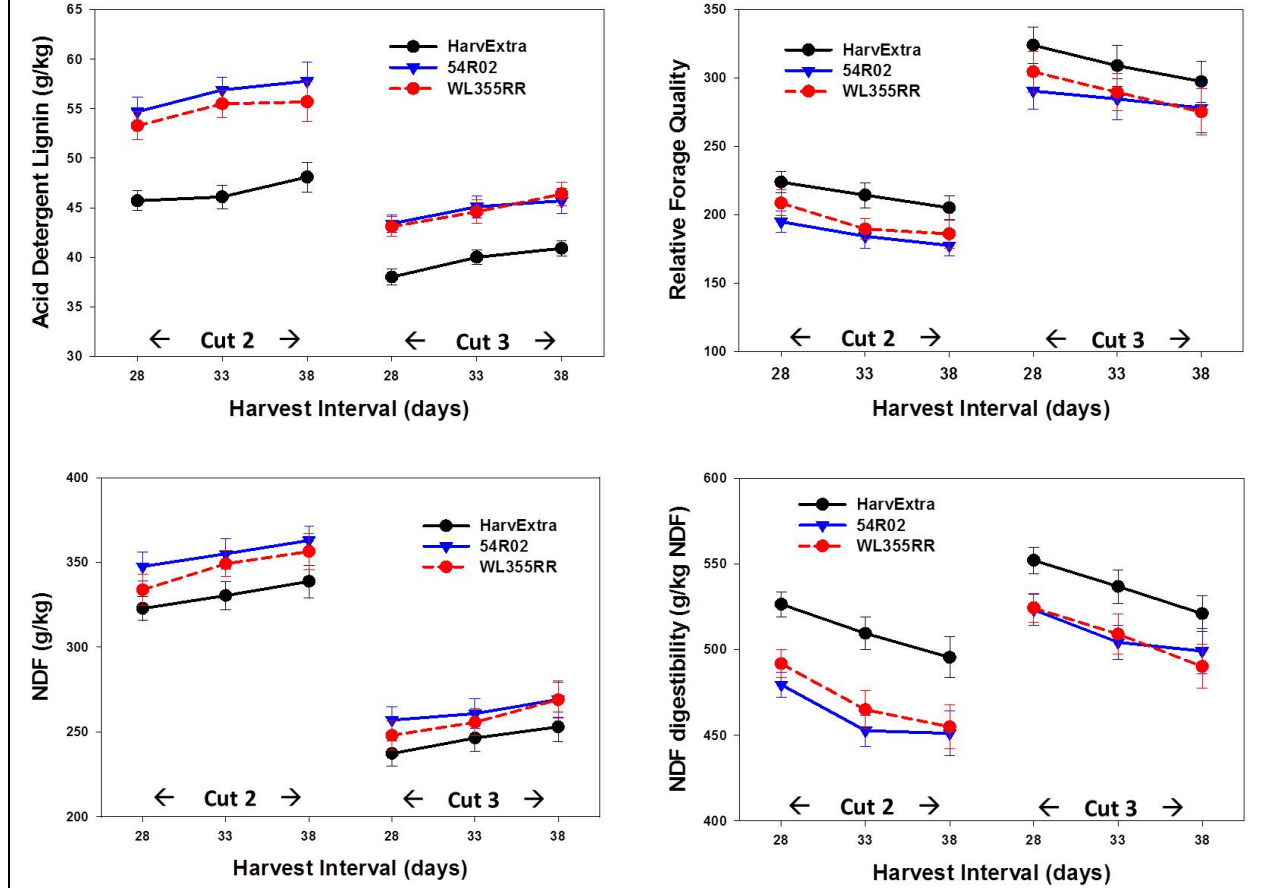 Acid Detergent Lignin (g/kg)
65
60
55
50
45
40
35
30
HarvExtra
54R02
WL355RR
← Cut 2 →
← Cut 3 →
28 33 38 28 33 38
Harvest Interval (days)
Relative Forage Quality
350
300
250
200
150
100
HarvExtra
54R02
WL355RR
← Cut 2 →
← Cut 3 →
28 33 38 28 33 38
Harvest Interval (days)
NDF (g/kg)
400
350
300
250
200
HarvExtra
54R02
WL355RR
← Cut 2 →
← Cut 3 →
28 33 38 28 33 38
Harvest Interval (days)
NDF digestibility (g/kg NDF)
600
550
500
450
400
HarvExtra
54R02
WL355RR
← Cut 2 →
← Cut 3 →
28 33 38 28 33 38
Harvest Interval (days)